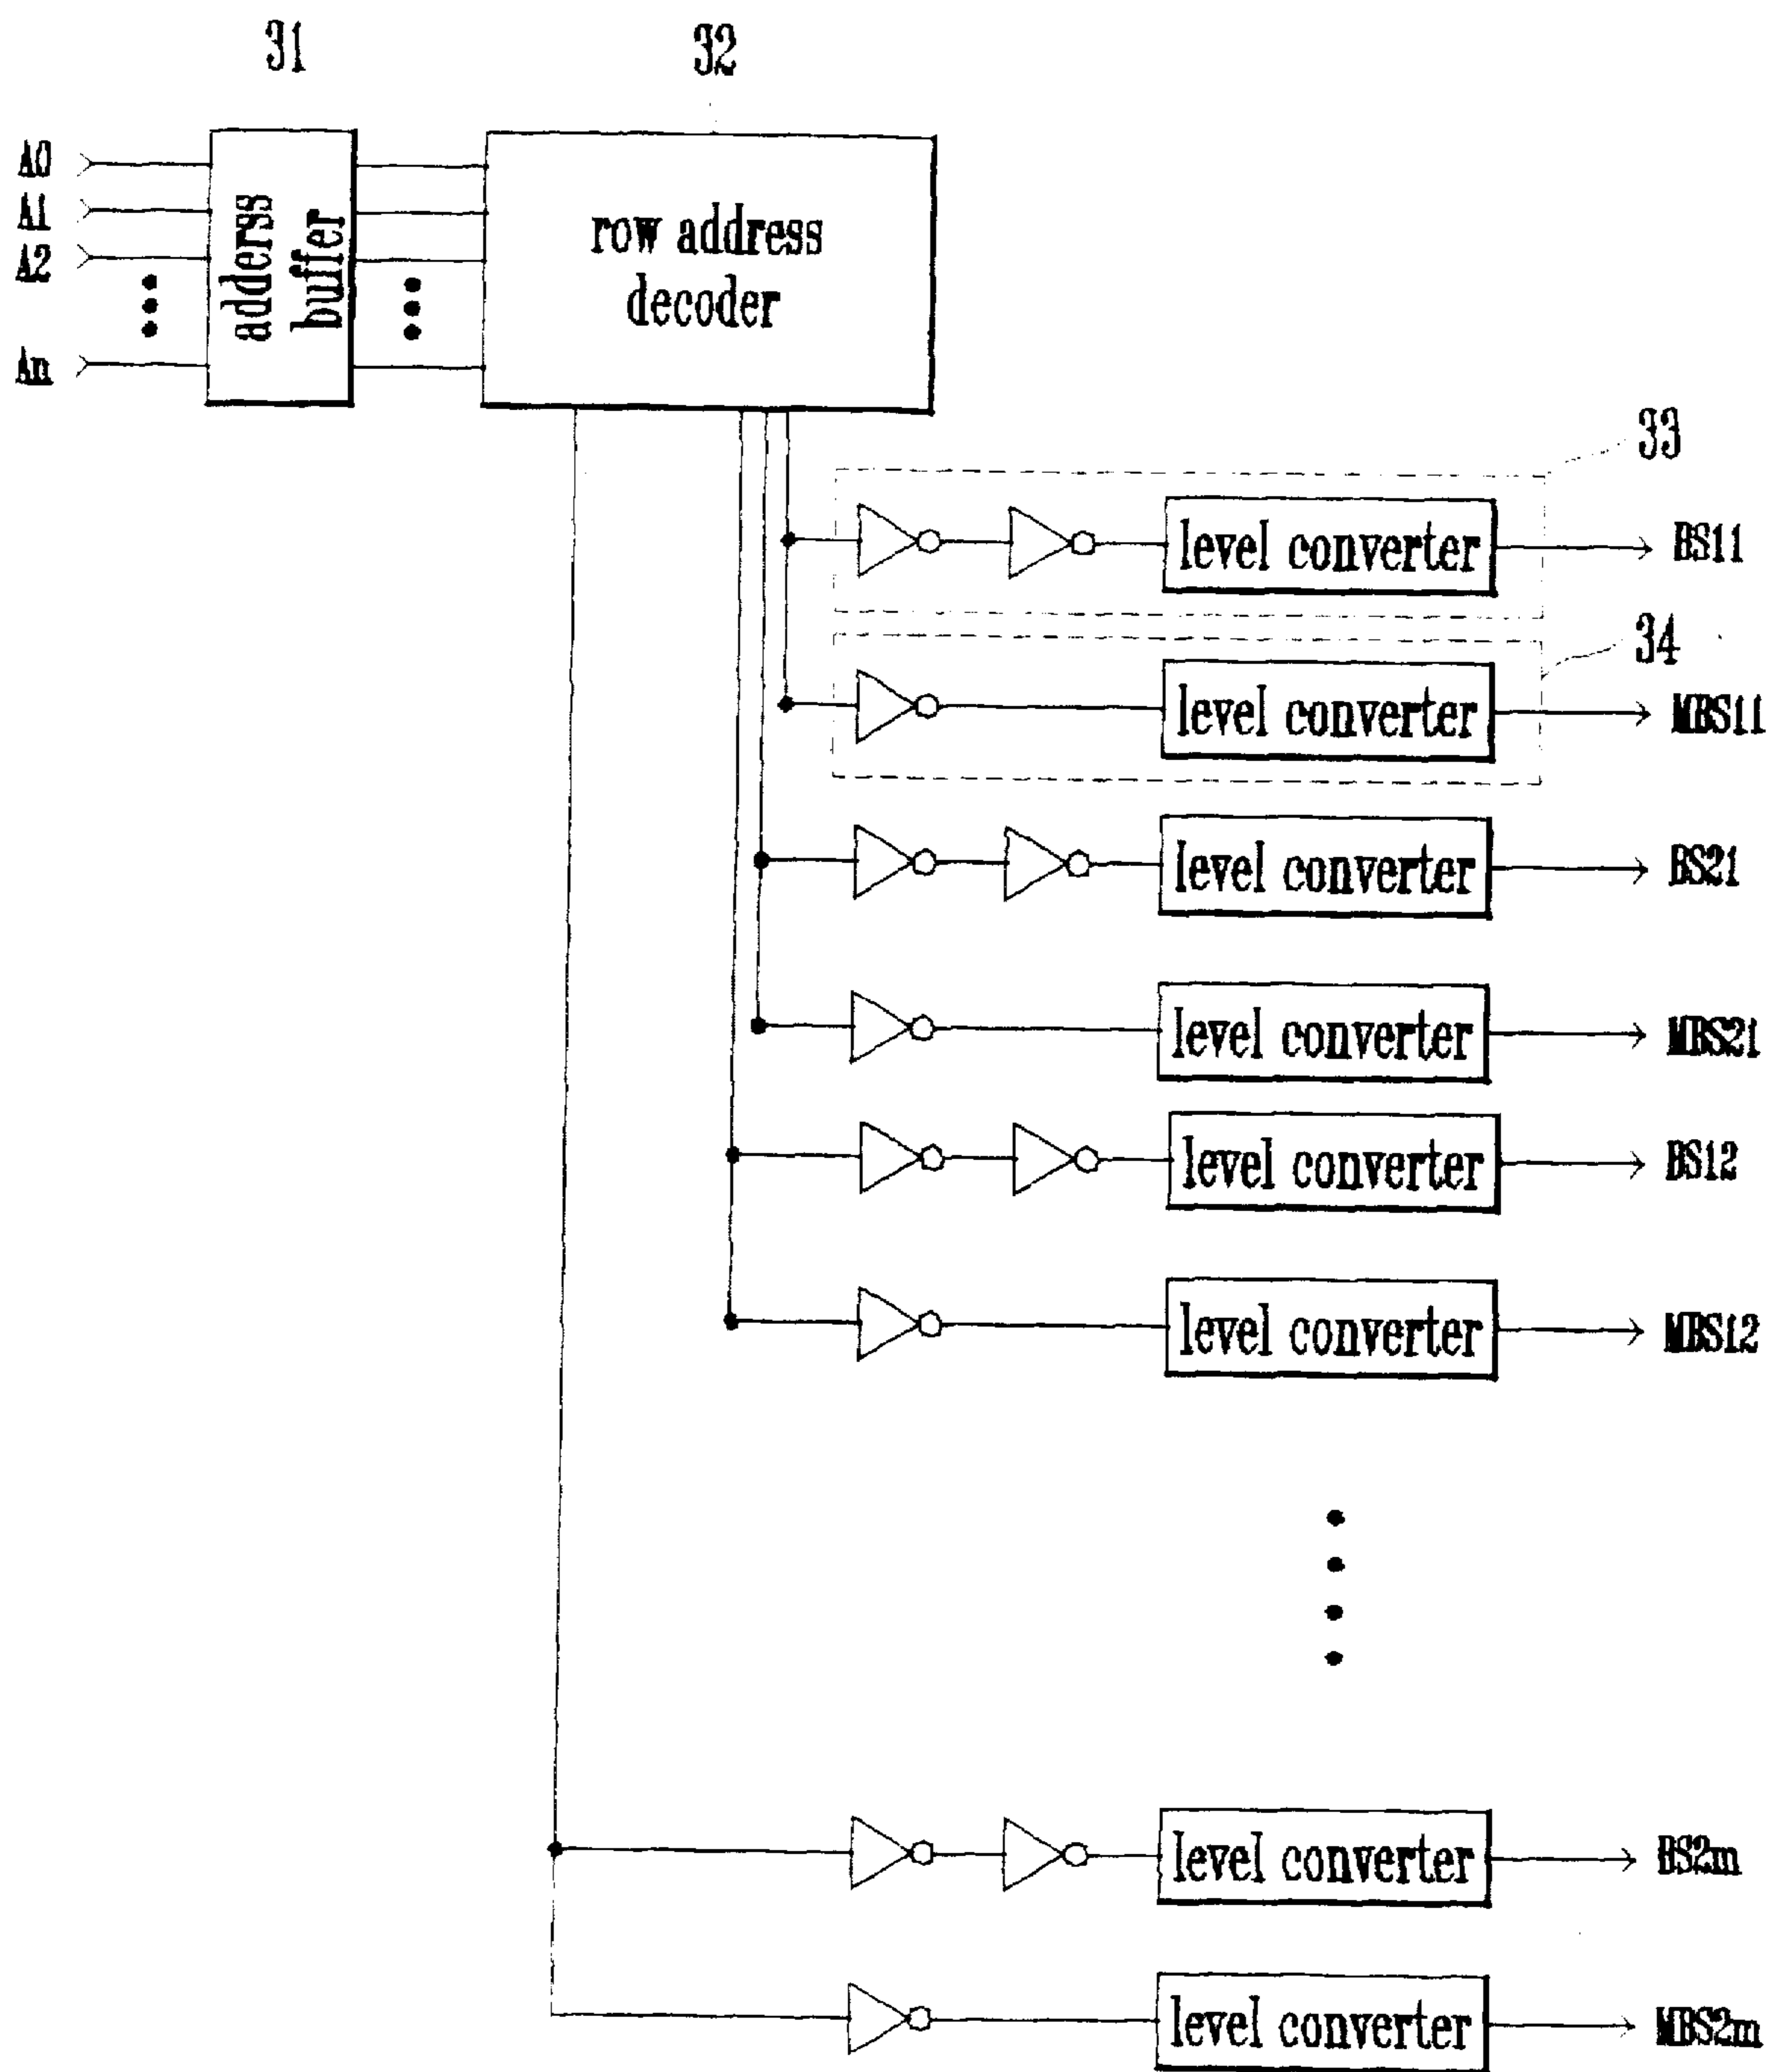 31
32
A0
A1
A2
An
adderss
buffer
row address
decoder
33
level converter
BS11
34
level converter
MBS11
level converter
BS21
level converter
MBS21
level converter
BS12
level converter
MBS12
level converter
BS2m
level converter
MBS2m